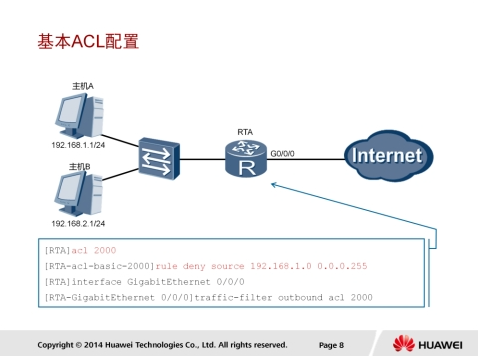 基本ACL配置
主机A
192.168.1.1/24
主机B
192.168.2.1/24
RTA
R
G0/0/0
Internet
[RTA]acl 2000
[RTA-acl-basic-2000]rule deny source 192.168.1.0 0.0.0.255
[RTA]interface GigabitEthernet 0/0/0
[RTA-GigabitEthernet 0/0/0]traffic-filter outbound acl 2000
Copyright © 2014 Huawei Technologies Co., Ltd. All rights reserved.
Page 8
HUAWEI